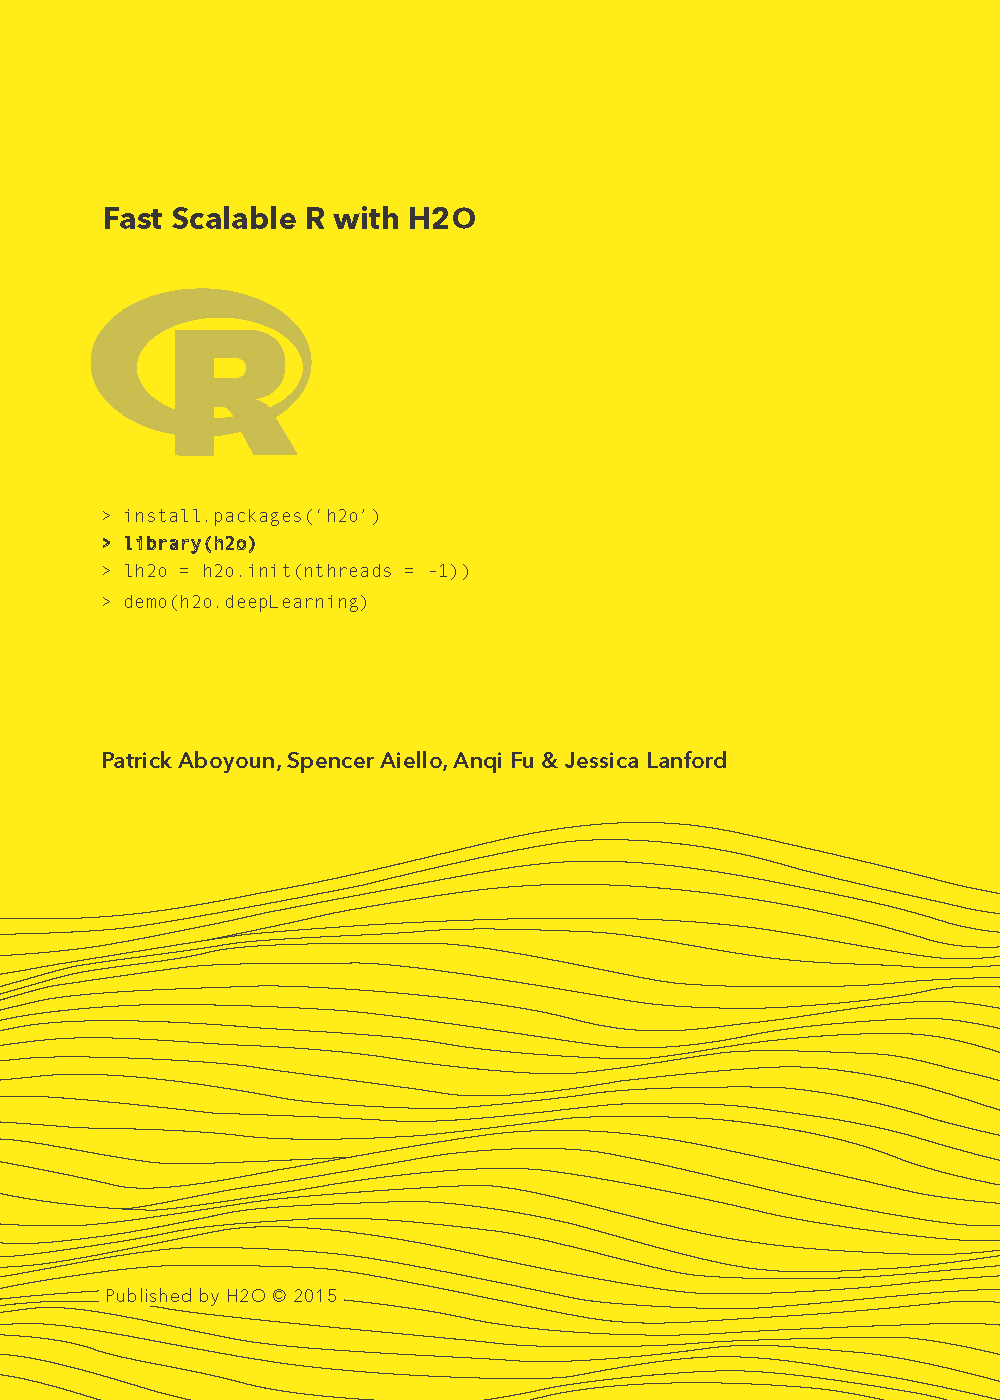 Fast Scalable R with H2O
R
> install.packages('h2o')
> library(h2o)
> lh2o = h2o.init(nthreads = -1))
> demo(h2o.deepLearning)
Patrick Aboyoun, Spencer Aiello, Anqi Fu & Jessica Lanford
Published by H2O © 2015